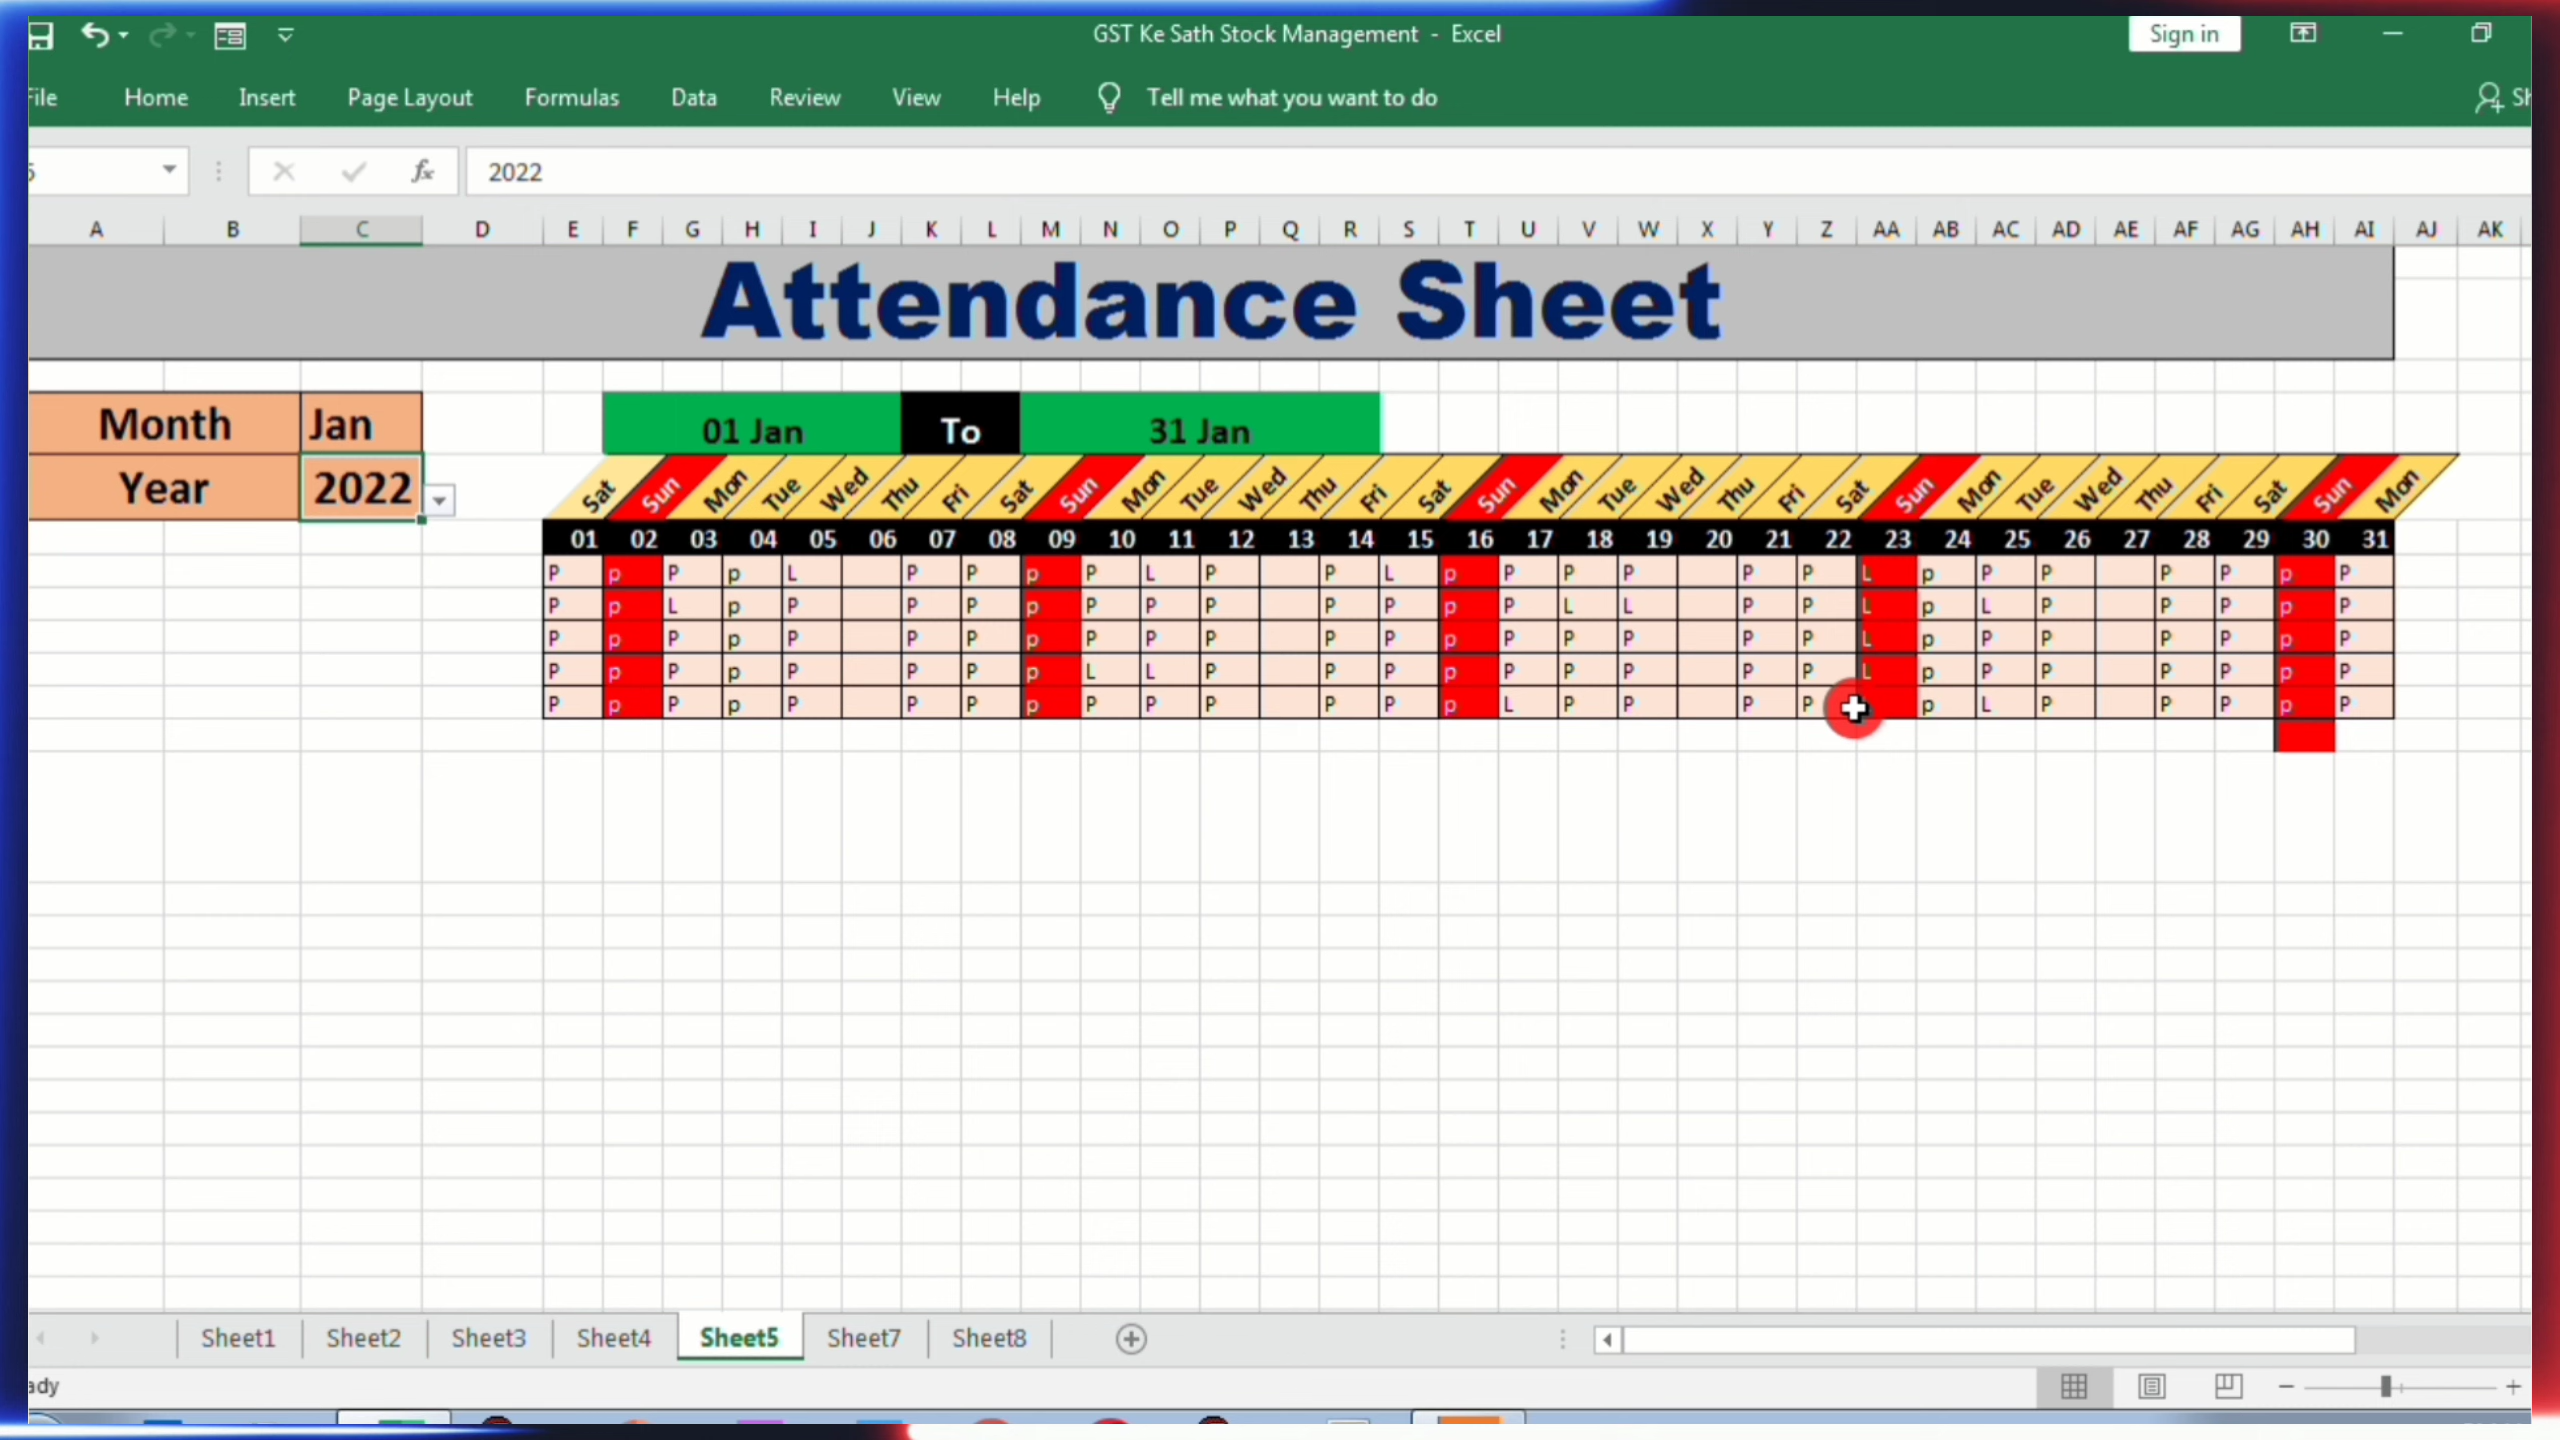 GST Ke Sath Stock Management - Excel
Sign in
File Home Insert Page Layout Formulas Data Review View Help Tell me what you want to do
2022
A B C D E F G H I J K L M N O P Q R S T U V W X Y Z AA AB AC AD AE AF AG AH AI AJ AK
Attendance Sheet
Month Jan 01 Jan To 31 Jan
Year 2022
Sat Sun Mon Tue Wed Thu Fri Sat Sun Mon Tue Wed Thu Fri Sat Sun Mon Tue Wed Thu Fri Sat Sun Mon Tue Wed Thu Fri Sat Sun Mon
01 02 03 04 05 06 07 08 09 10 11 12 13 14 15 16 17 18 19 20 21 22 23 24 25 26 27 28 29 30 31
P p P p L P P p P L P P L p P P P P P L p P P P P p P
P p L p P P P p P P P P P p P L L P P L p L P P P p P
P p P p P P P p P P P P P p P P P P P L p P P P P p P
P p P p P P P p L L P P P p P P P P P L p P P P P p P
P p P p P P P p P P P P P p L P P P P p L P P P p P
Sheet1 Sheet2 Sheet3 Sheet4 Sheet5 Sheet7 Sheet8